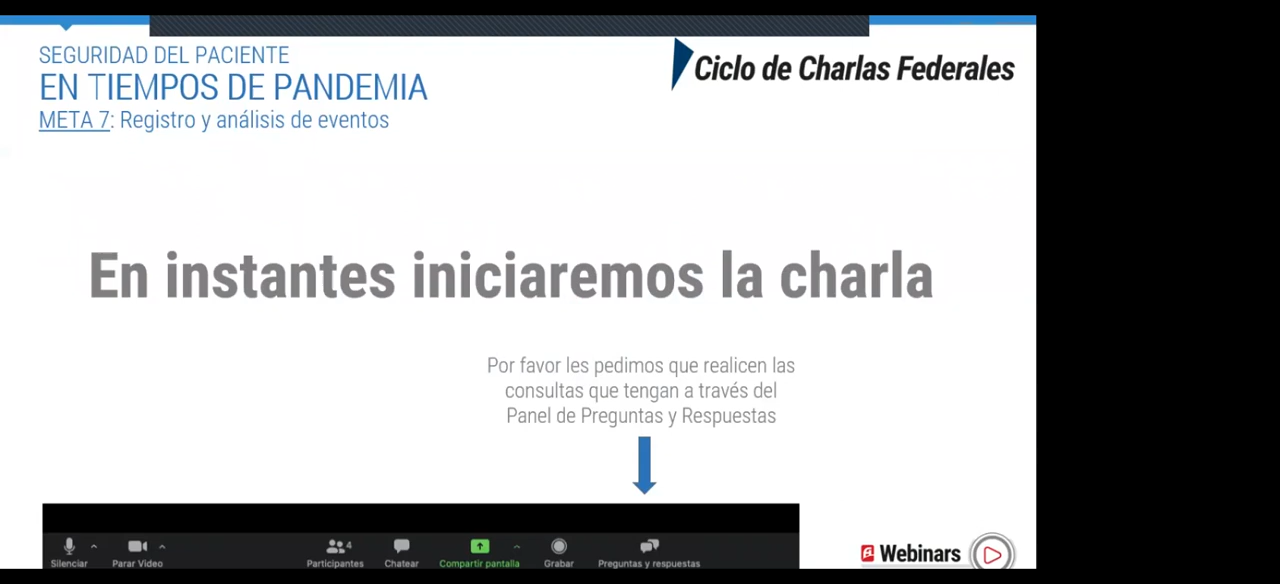 SEGURIDAD DEL PACIENTE
EN TIEMPOS DE PANDEMIA
META 7: Registro y análisis de eventos
Ciclo de Charlas Federales
En instantes iniciaremos la charla
Por favor les pedimos que realicen las
consultas que tengan a través del
Panel de Preguntas y Respuestas
4
Silenciar Parar Video Participantes Chatear Compartir pantalla Grabar Preguntas y respuestas
Webinars